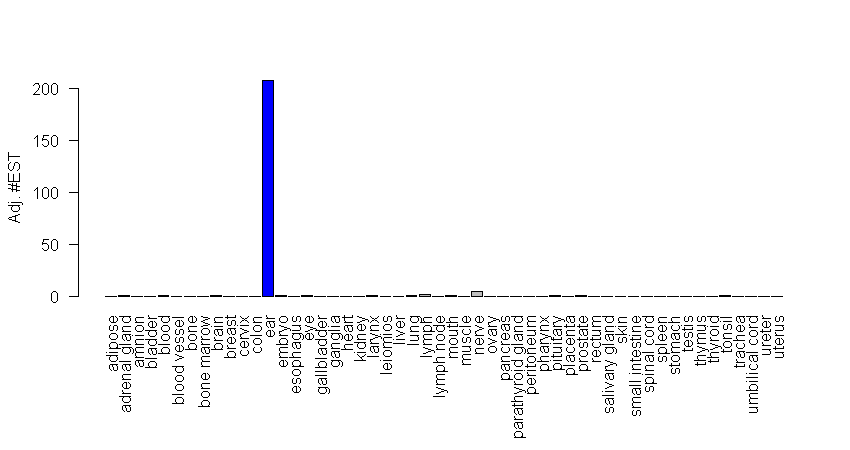 Adj. #EST
200
150
100
50
0
adipose
adrenal gland
amnion
bladder
blood
blood vessel
bone
bone marrow
brain
breast
cervix
colon
ear
embryo
esophagus
eye
gallbladder
ganglia
heart
kidney
larynx
leiomios
liver
lung
lymph
lymph node
mouth
muscle
nerve
ovary
pancreas
parathyroid gland
peritoneum
pharynx
pituitary
placenta
prostate
rectum
salivary gland
skin
small intestine
spinal cord
spleen
stomach
testis
thymus
thyroid
tonsil
trachea
umbilical cord
ureter
uterus